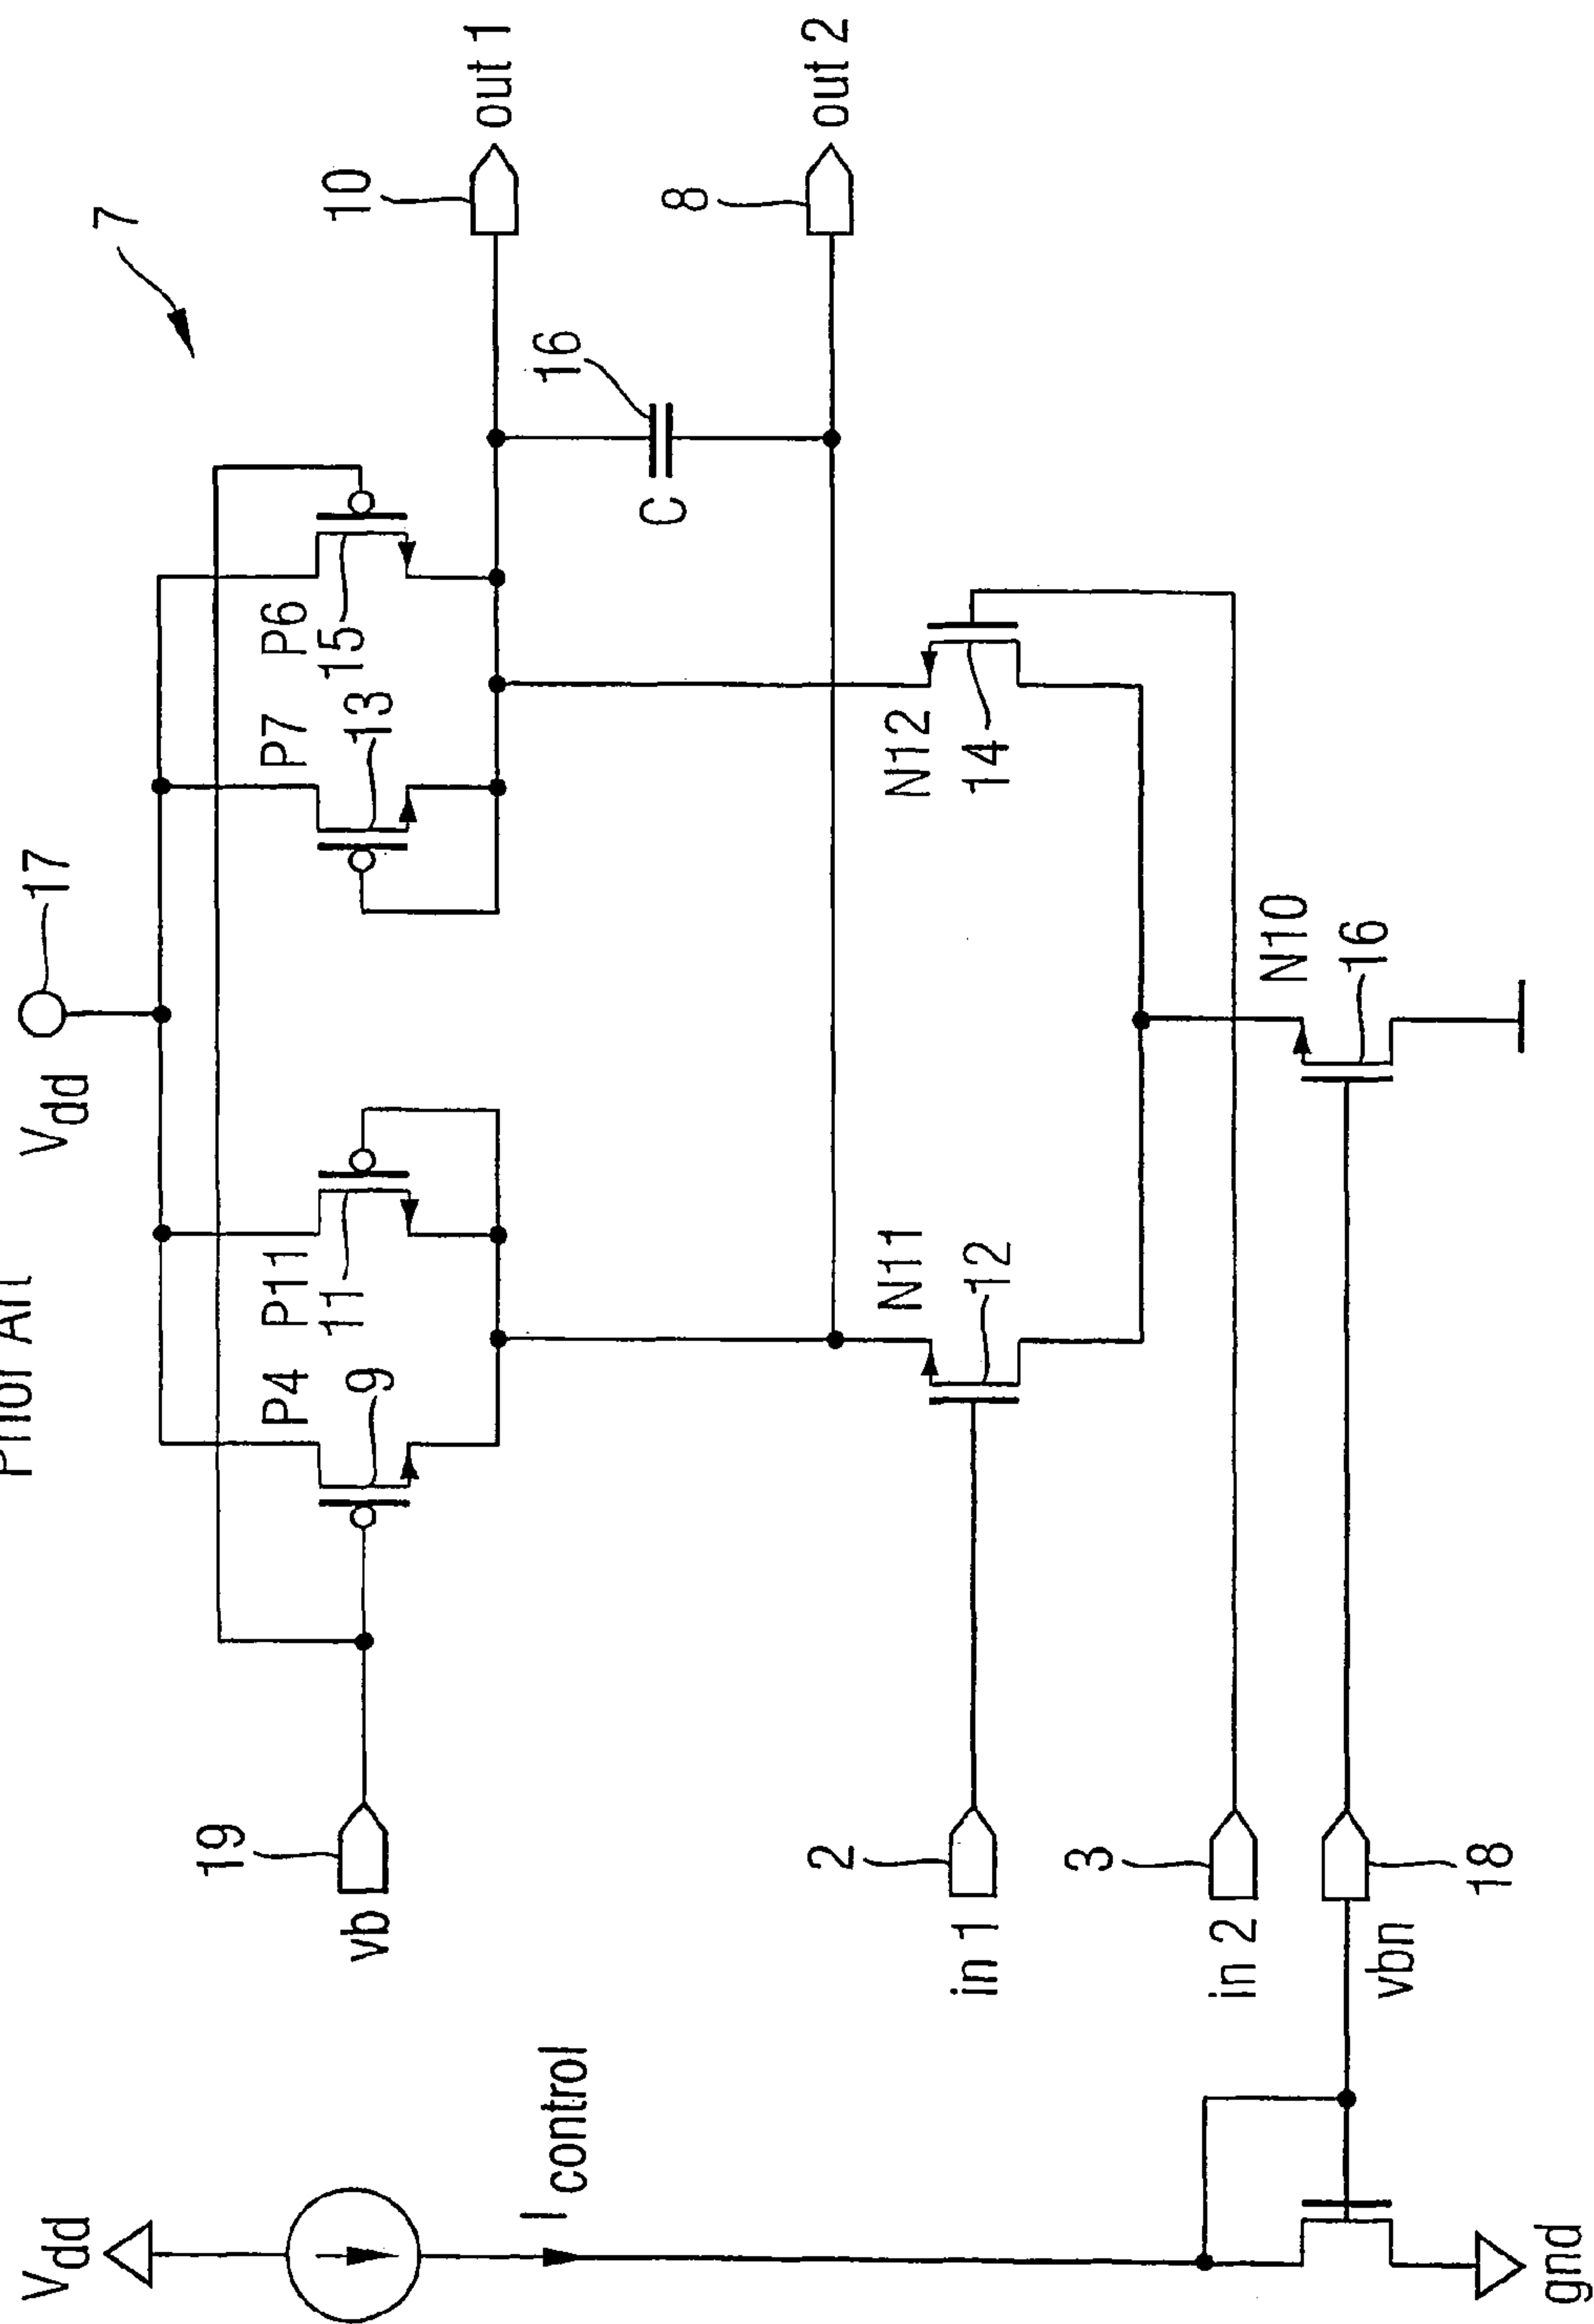 Prior Art
Vdd
17
7
vb
19
P4
9
P11
11
P7
13
P6
15
10
out 1
16
C
8
out 2
in 1
2
N11
12
N12
14
in 2
3
N10
16
vbn
18
Vdd
Icontrol
gnd